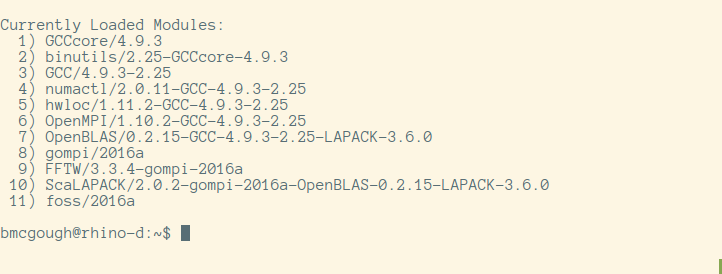 Currently Loaded Modules:
1) GCCcore/4.9.3
2) binutils/2.25-GCCcore-4.9.3
3) GCC/4.9.3-2.25
4) numactl/2.0.11-GCC-4.9.3-2.25
5) hwloc/1.11.2-GCC-4.9.3-2.25
6) OpenMPI/1.10.2-GCC-4.9.3-2.25
7) OpenBLAS/0.2.15-GCC-4.9.3-2.25-LAPACK-3.6.0
8) gompi/2016a
9) FFTW/3.3.4-gompi-2016a
10) ScaLAPACK/2.0.2-gompi-2016a-OpenBLAS-0.2.15-LAPACK-3.6.0
11) foss/2016a
bmcgough@rhino-d:~$